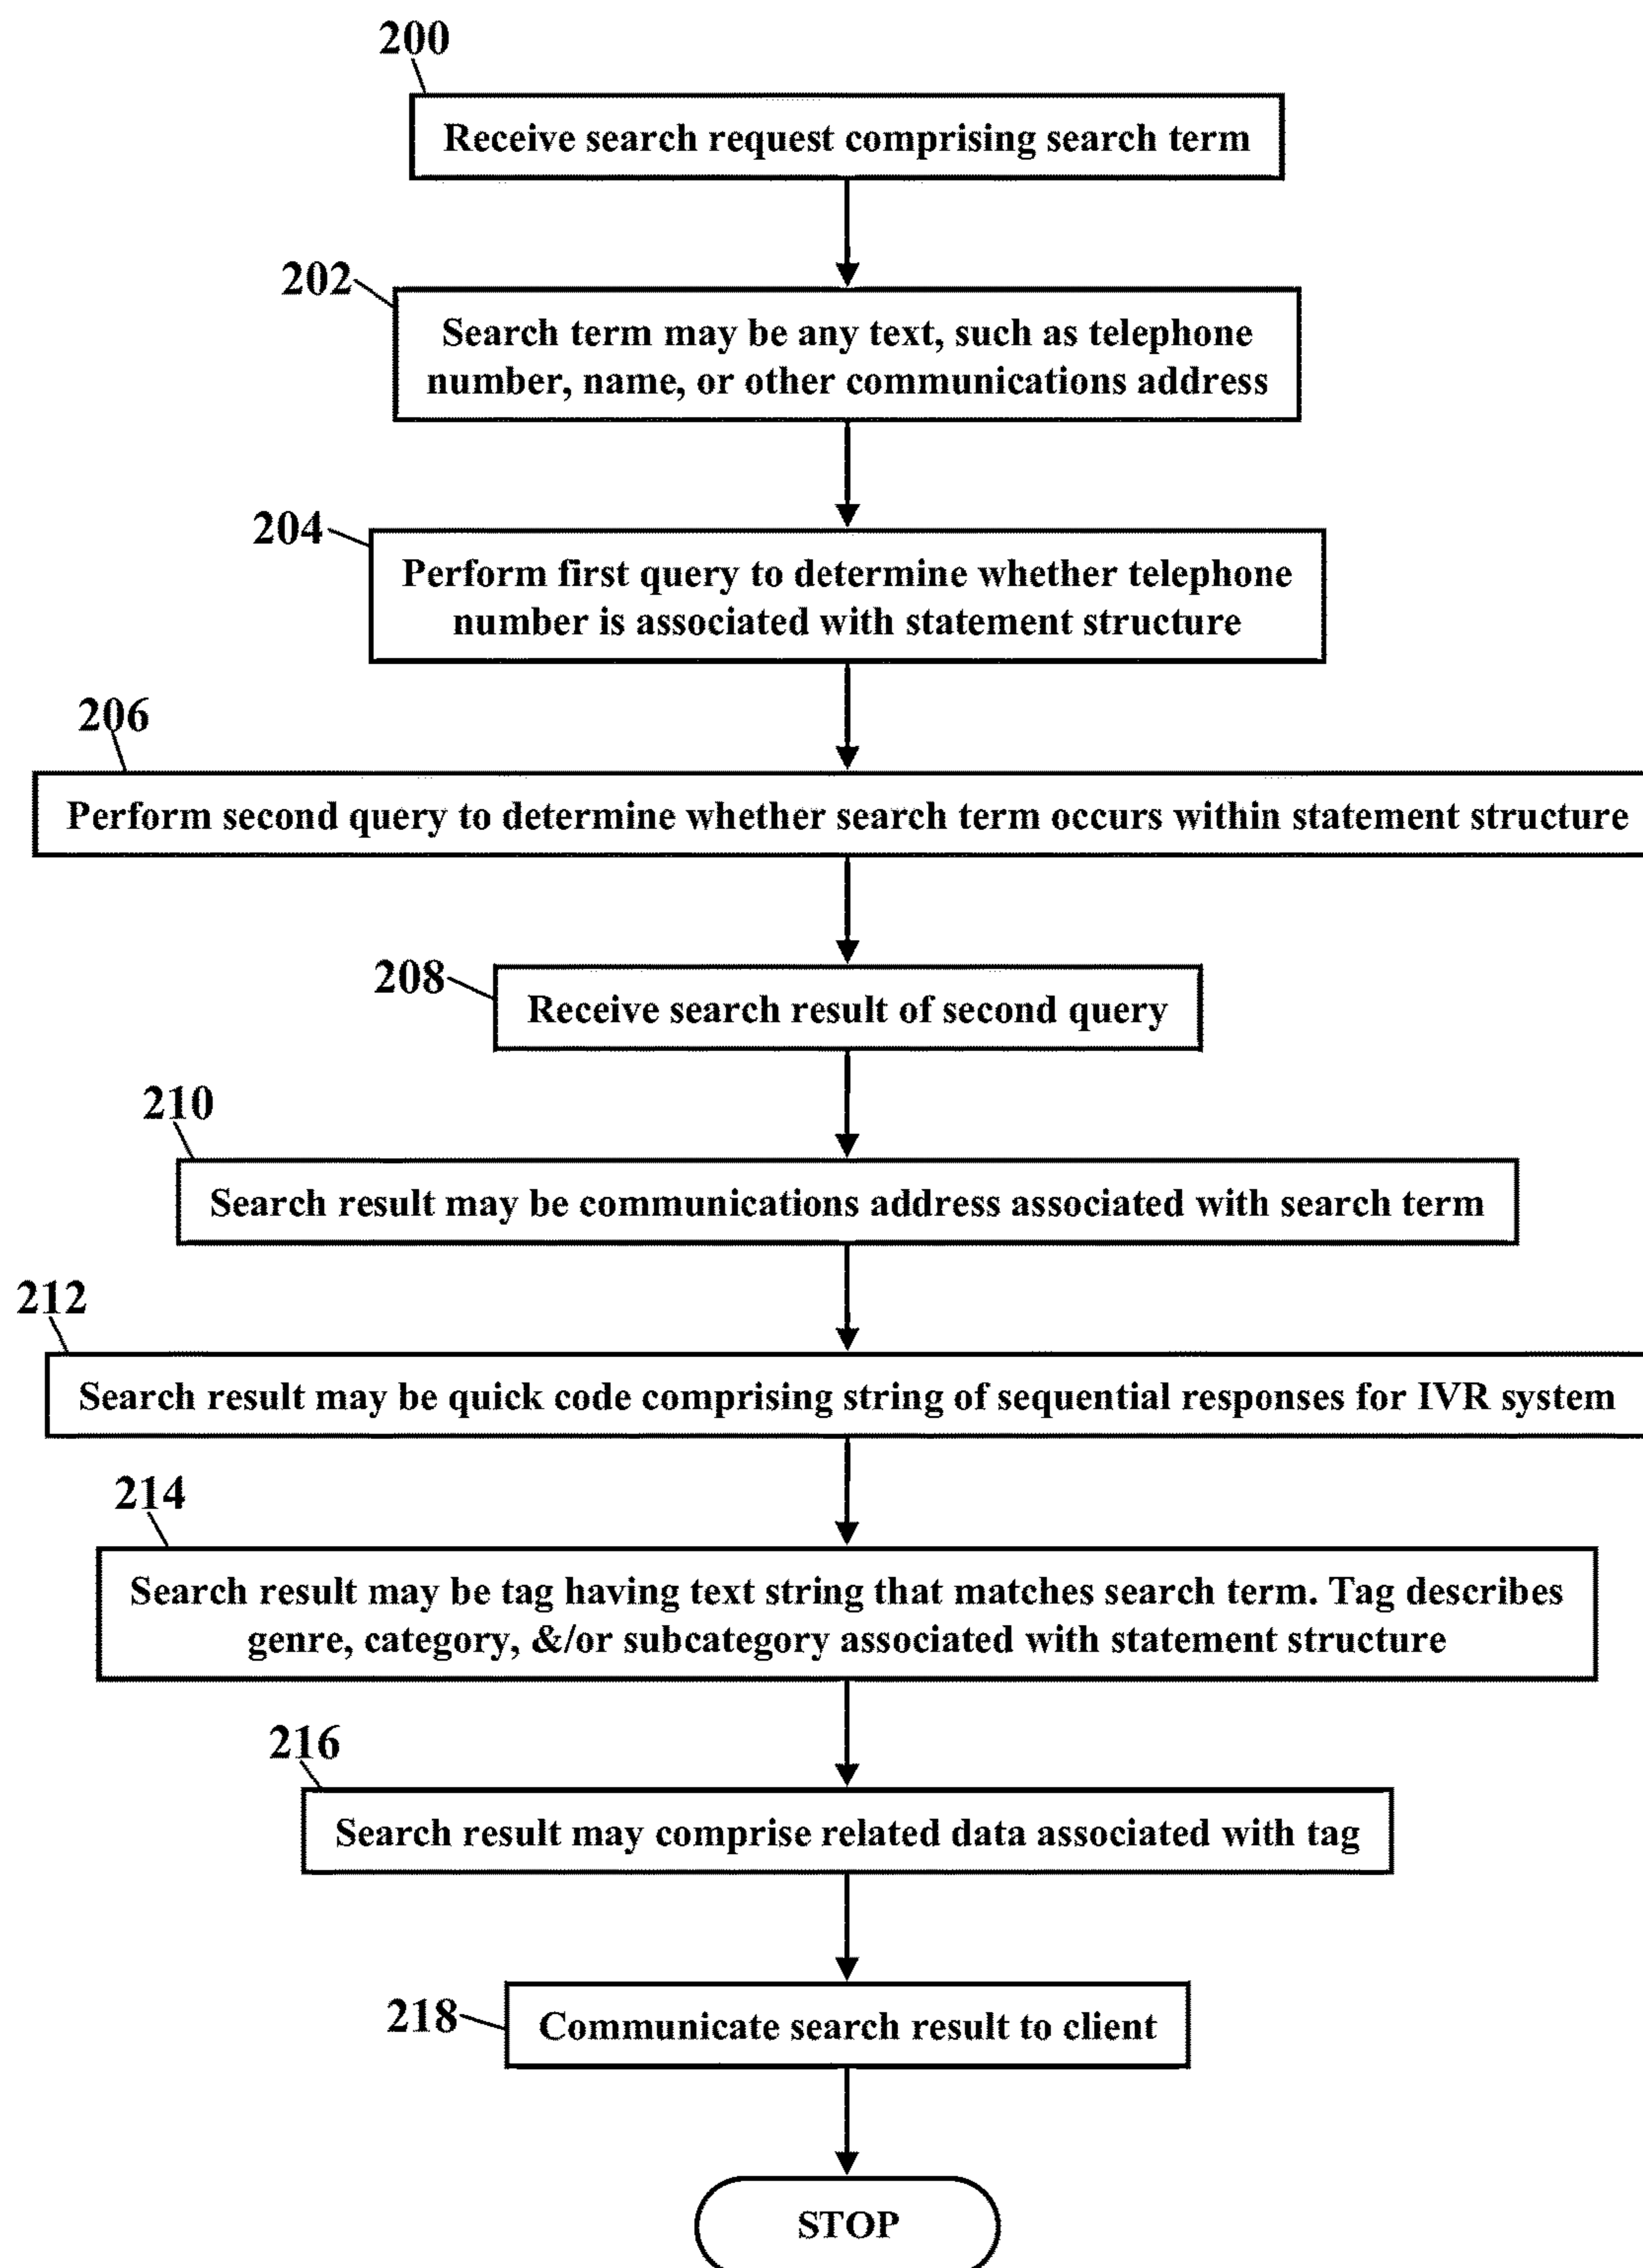 200
Receive search request comprising search term
202
Search term may be any text, such as telephone
number, name, or other communications address
204
Perform first query to determine whether telephone
number is associated with statement structure
206
Perform second query to determine whether search term occurs within statement structure
208
Receive search result of second query
210
Search result may be communications address associated with search term
212
Search result may be quick code comprising string of sequential responses for IVR system
214
Search result may be tag having text string that matches search term. Tag describes
genre, category, &/or subcategory associated with statement structure
216
Search result may comprise related data associated with tag
218
Communicate search result to client
STOP